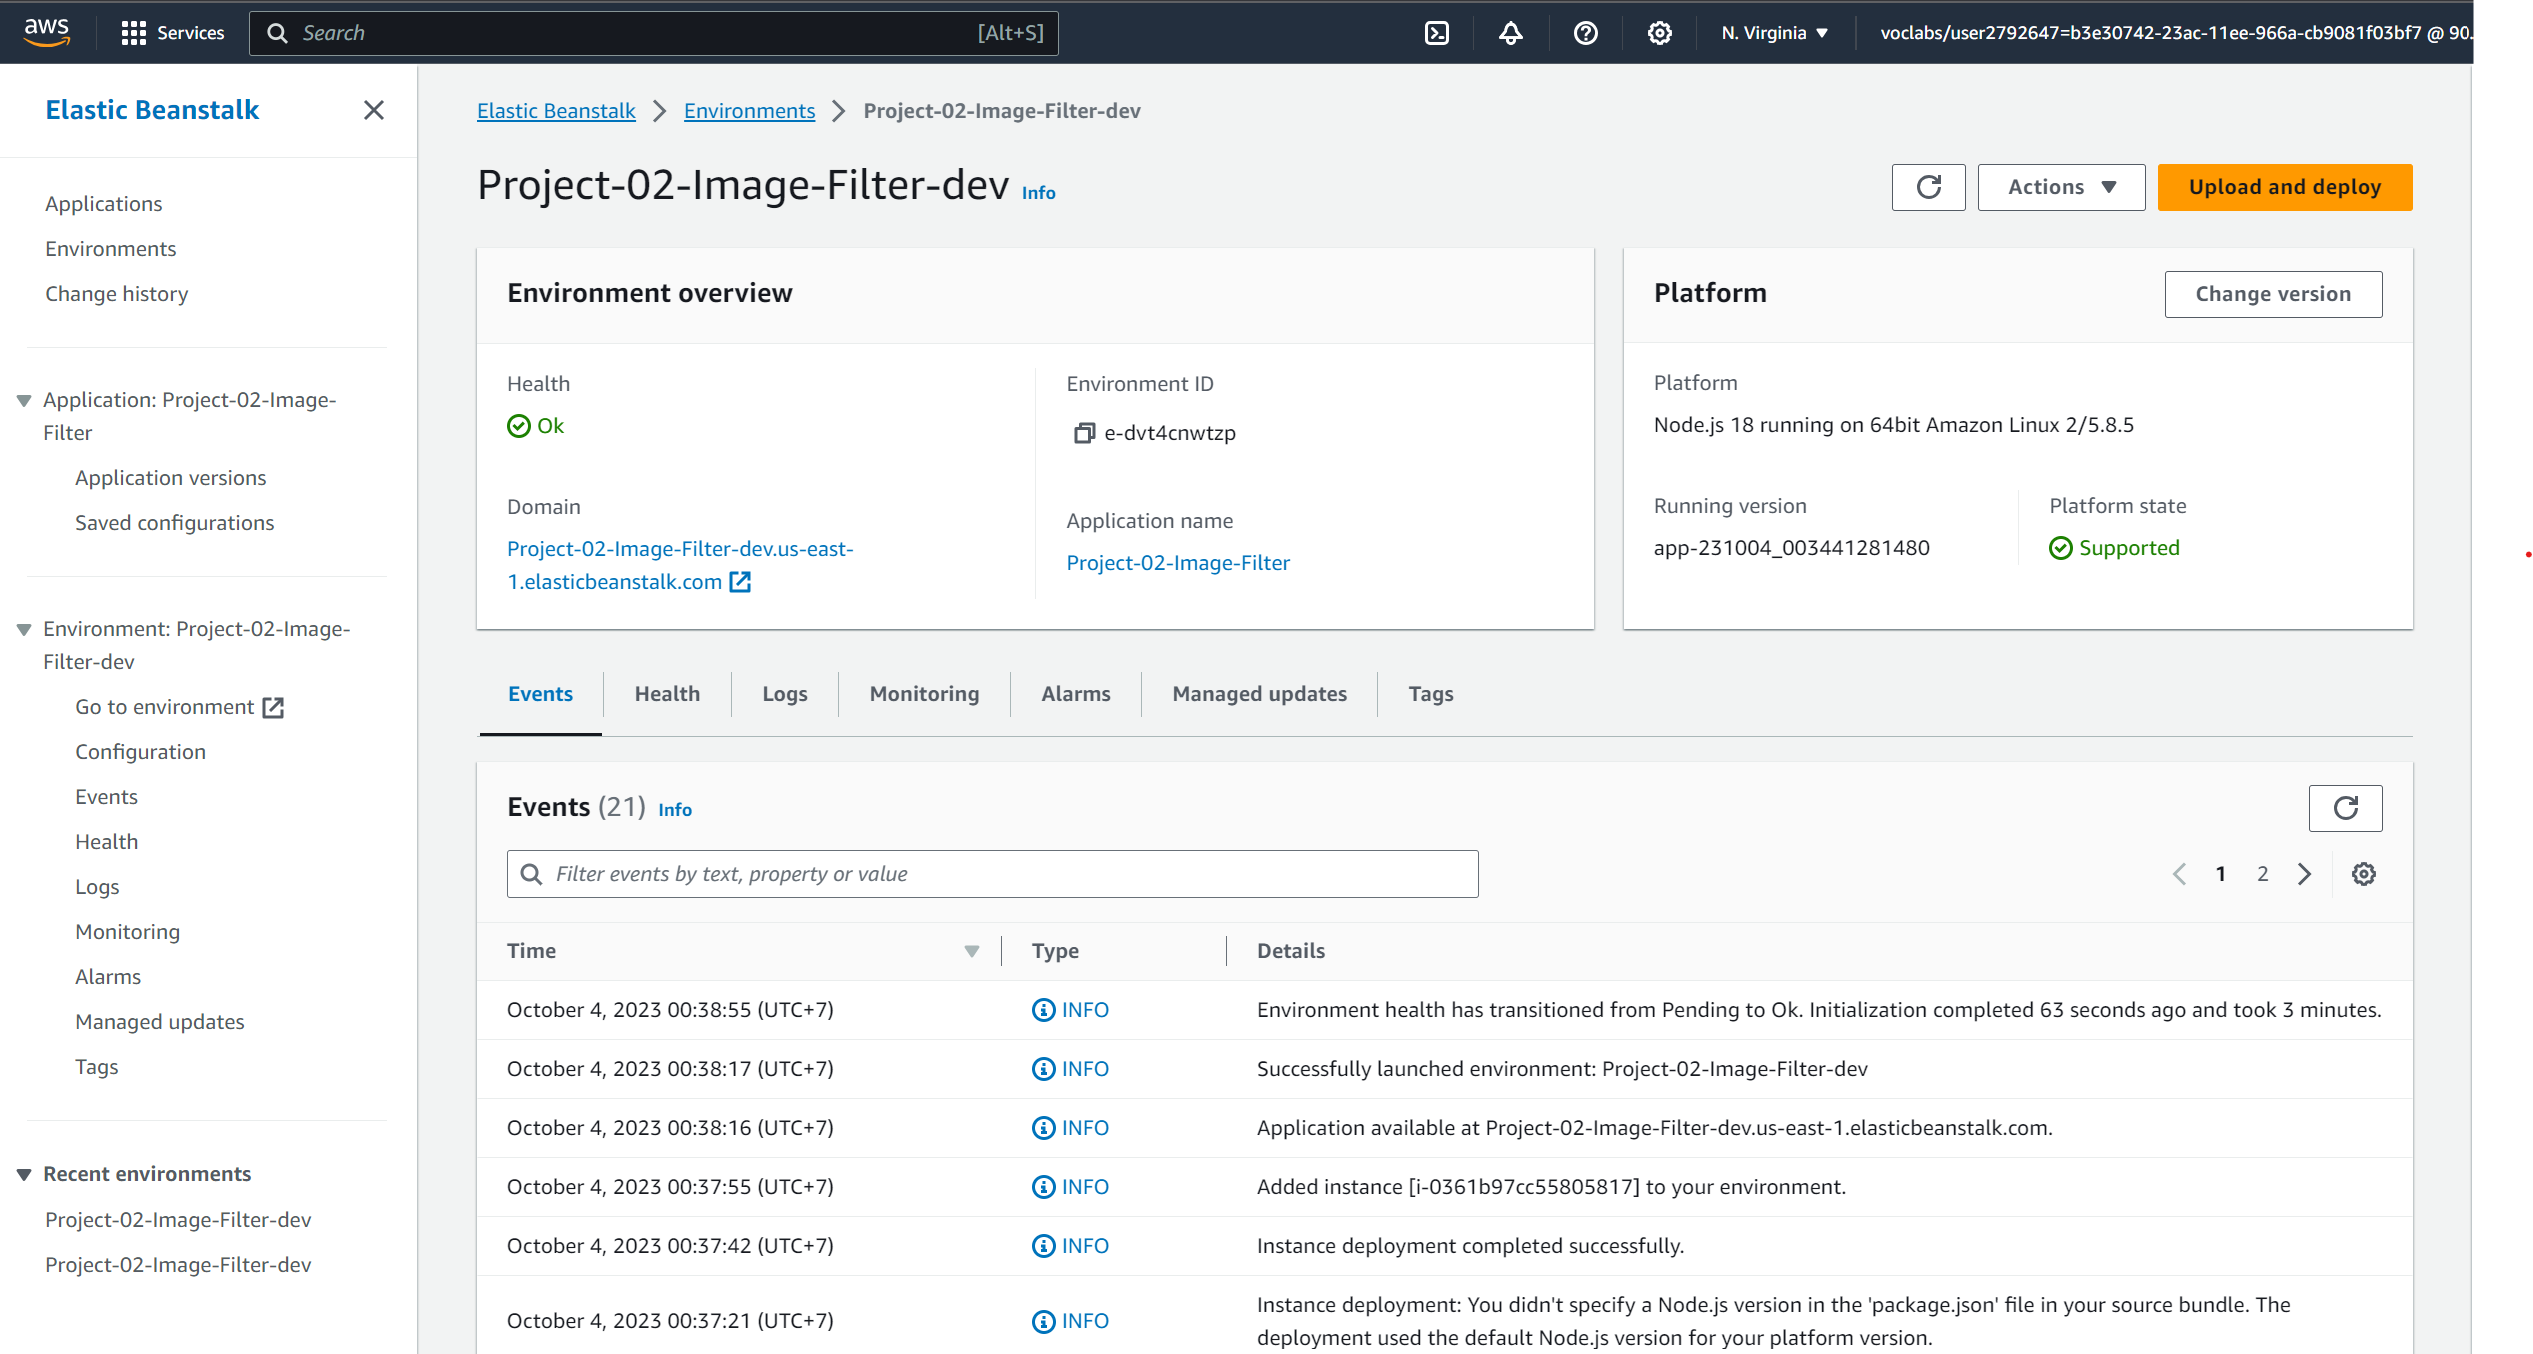 aws
Services
Search
[Alt+S]
N. Virginia
voclabs/user2792647=b3e30742-23ac-11ee-966a-cb9081f03bf7 @ 90.
Elastic Beanstalk
Applications
Environments
Change history
Application: Project-02-Image-
Filter
Application versions
Saved configurations
Environment: Project-02-Image-
Filter-dev
Go to environment
Configuration
Events
Health
Logs
Monitoring
Alarms
Managed updates
Tags
Recent environments
Project-02-Image-Filter-dev
Project-02-Image-Filter-dev
Elastic Beanstalk Environments Project-02-Image-Filter-dev
Project-02-Image-Filter-dev Info
Actions
Upload and deploy
Environment overview
Health
Ok
Domain
Project-02-Image-Filter-dev.us-east-
1.elasticbeanstalk.com
Environment ID
e-dvt4cnwtzp
Application name
Project-02-Image-Filter
Platform
Change version
Platform
Node.js 18 running on 64bit Amazon Linux 2/5.8.5
Running version
app-231004_003441281480
Platform state
Supported
Events Health Logs Monitoring Alarms Managed updates Tags
Events (21) Info
Filter events by text, property or value
1 2
Time Type Details
October 4, 2023 00:38:55 (UTC+7) INFO Environment health has transitioned from Pending to Ok. Initialization completed 63 seconds ago and took 3 minutes.
October 4, 2023 00:38:17 (UTC+7) INFO Successfully launched environment: Project-02-Image-Filter-dev
October 4, 2023 00:38:16 (UTC+7) INFO Application available at Project-02-Image-Filter-dev.us-east-1.elasticbeanstalk.com.
October 4, 2023 00:37:55 (UTC+7) INFO Added instance [i-0361b97cc55805817] to your environment.
October 4, 2023 00:37:42 (UTC+7) INFO Instance deployment completed successfully.
October 4, 2023 00:37:21 (UTC+7) INFO Instance deployment: You didn't specify a Node.js version in the 'package.json' file in your source bundle. The
deployment used the default Node.js version for your platform version.